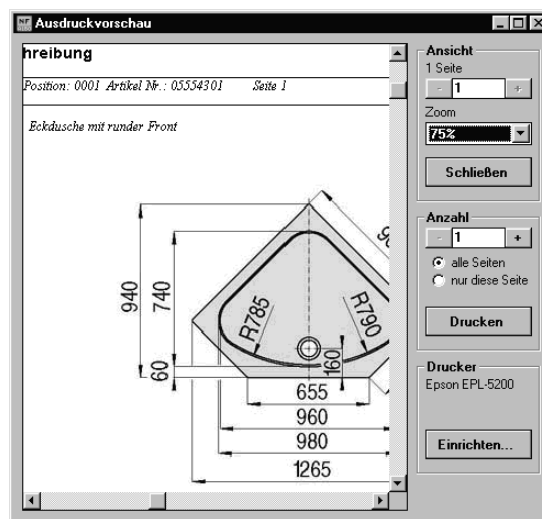 Ausdruckvorschau
hreibung
Position: 0001 Artikel Nr.: 05554301 Seite 1
Eckdusche mit runder Front
940
740
60
R785
R790
160
655
960
980
1265
Ansicht
1 Seite
- 1 +
Zoom
75%
Schließen
Anzahl
- 1 +
alle Seiten
nur diese Seite
Drucken
Drucker
Epson EPL-5200
Einrichten...